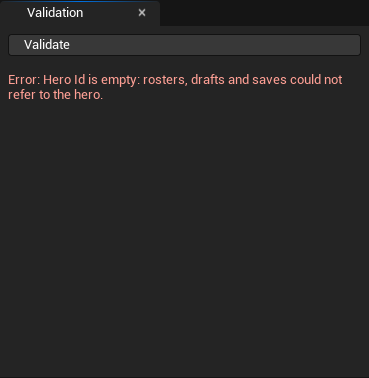 Validation
Validate
Error: Hero Id is empty: rosters, drafts and saves could not
refer to the hero.